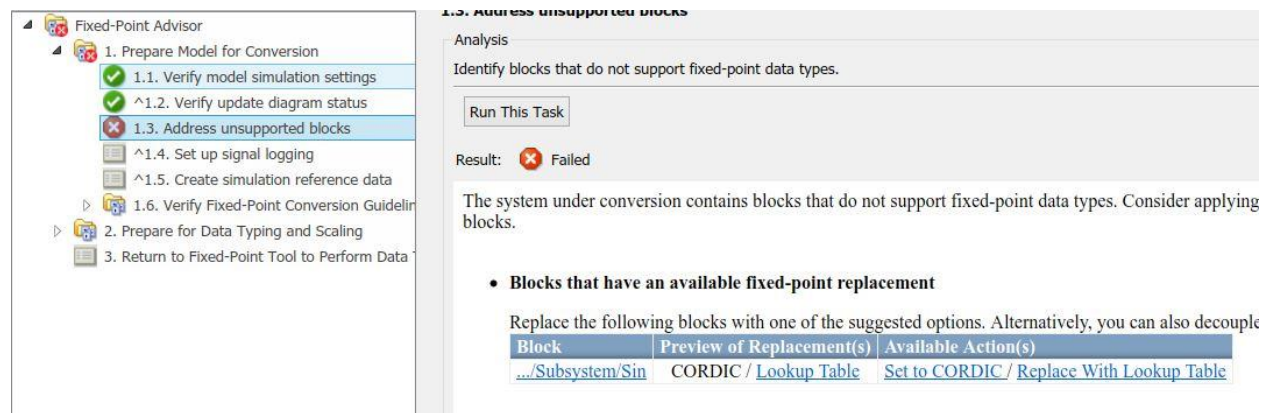 Fixed-Point Advisor
1. Prepare Model for Conversion
1.1. Verify model simulation settings
^1.2. Verify update diagram status
1.3. Address unsupported blocks
^1.4. Set up signal logging
^1.5. Create simulation reference data
1.6. Verify Fixed-Point Conversion Guidelin
2. Prepare for Data Typing and Scaling
3. Return to Fixed-Point Tool to Perform Data
1.3. Address unsupported blocks
Analysis
Identify blocks that do not support fixed-point data types.
Run This Task
Result: Failed
The system under conversion contains blocks that do not support fixed-point data types. Consider applying
blocks.
• Blocks that have an available fixed-point replacement
Replace the following blocks with one of the suggested options. Alternatively, you can also decouple
Block Preview of Replacement(s) Available Action(s)
.../Subsystem/Sin CORDIC / Lookup Table Set to CORDIC / Replace With Lookup Table